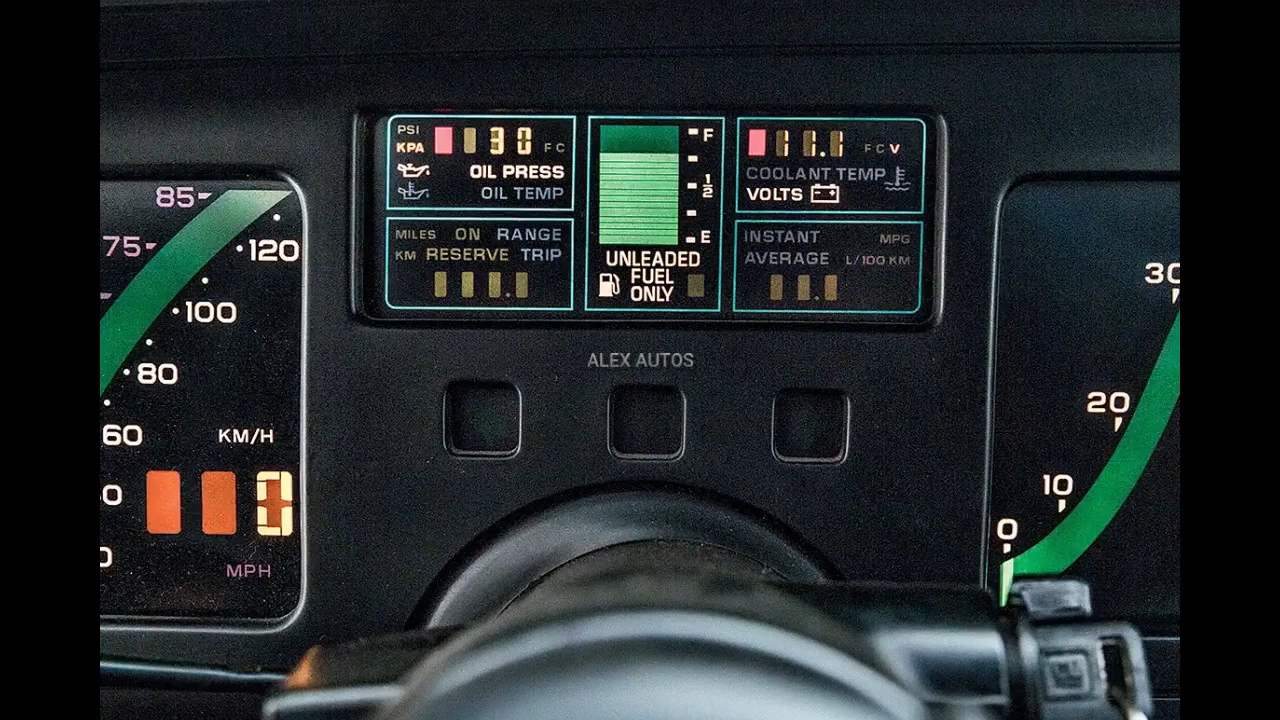 85
75
120
100
80
60
KM/H
0
MPH
PSI
KPA
30
F C
OIL PRESS
OIL TEMP
MILES ON RANGE
KM RESERVE TRIP
F
1/2
E
UNLEADED
FUEL
ONLY
11.1
F C V
COOLANT TEMP
VOLTS
INSTANT MPG
AVERAGE L/100 KM
ALEX AUTOS
30
20
10
0